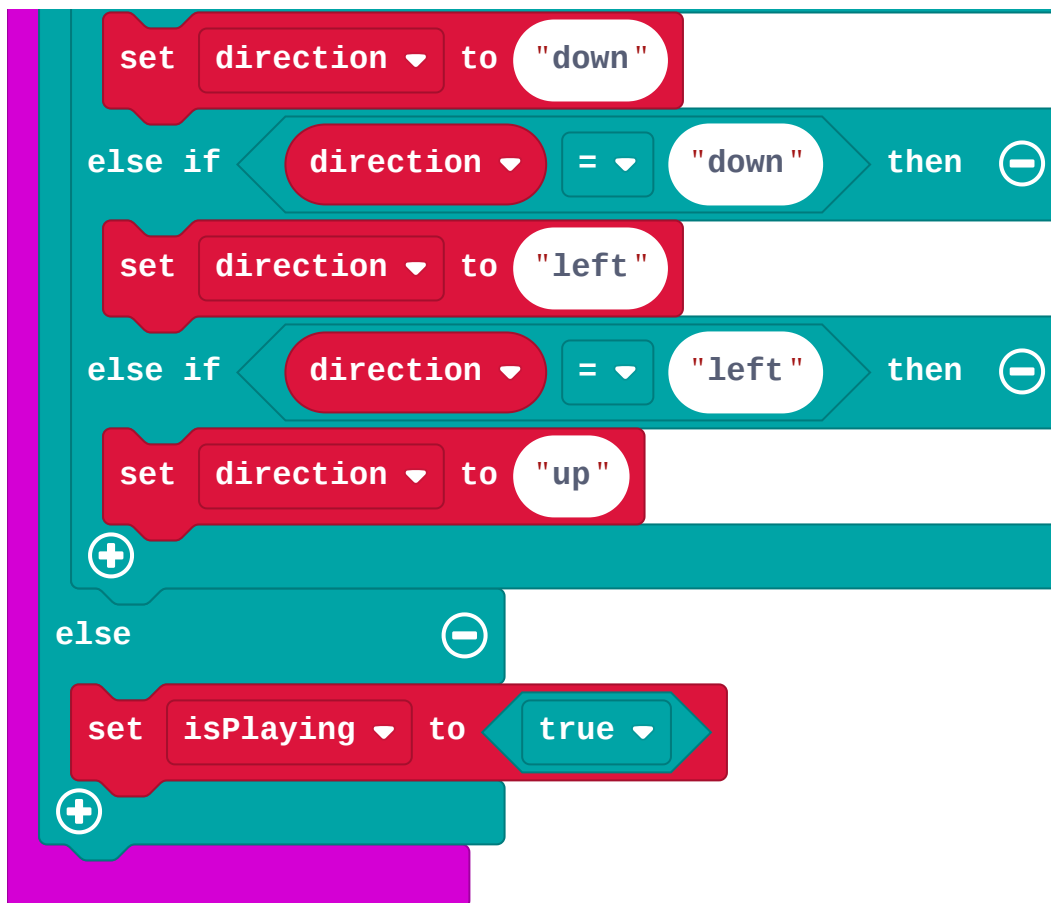 set direction to "down"
else if direction = "down" then
set direction to "left"
else if direction = "left" then
set direction to "up"
else
set isPlaying to true